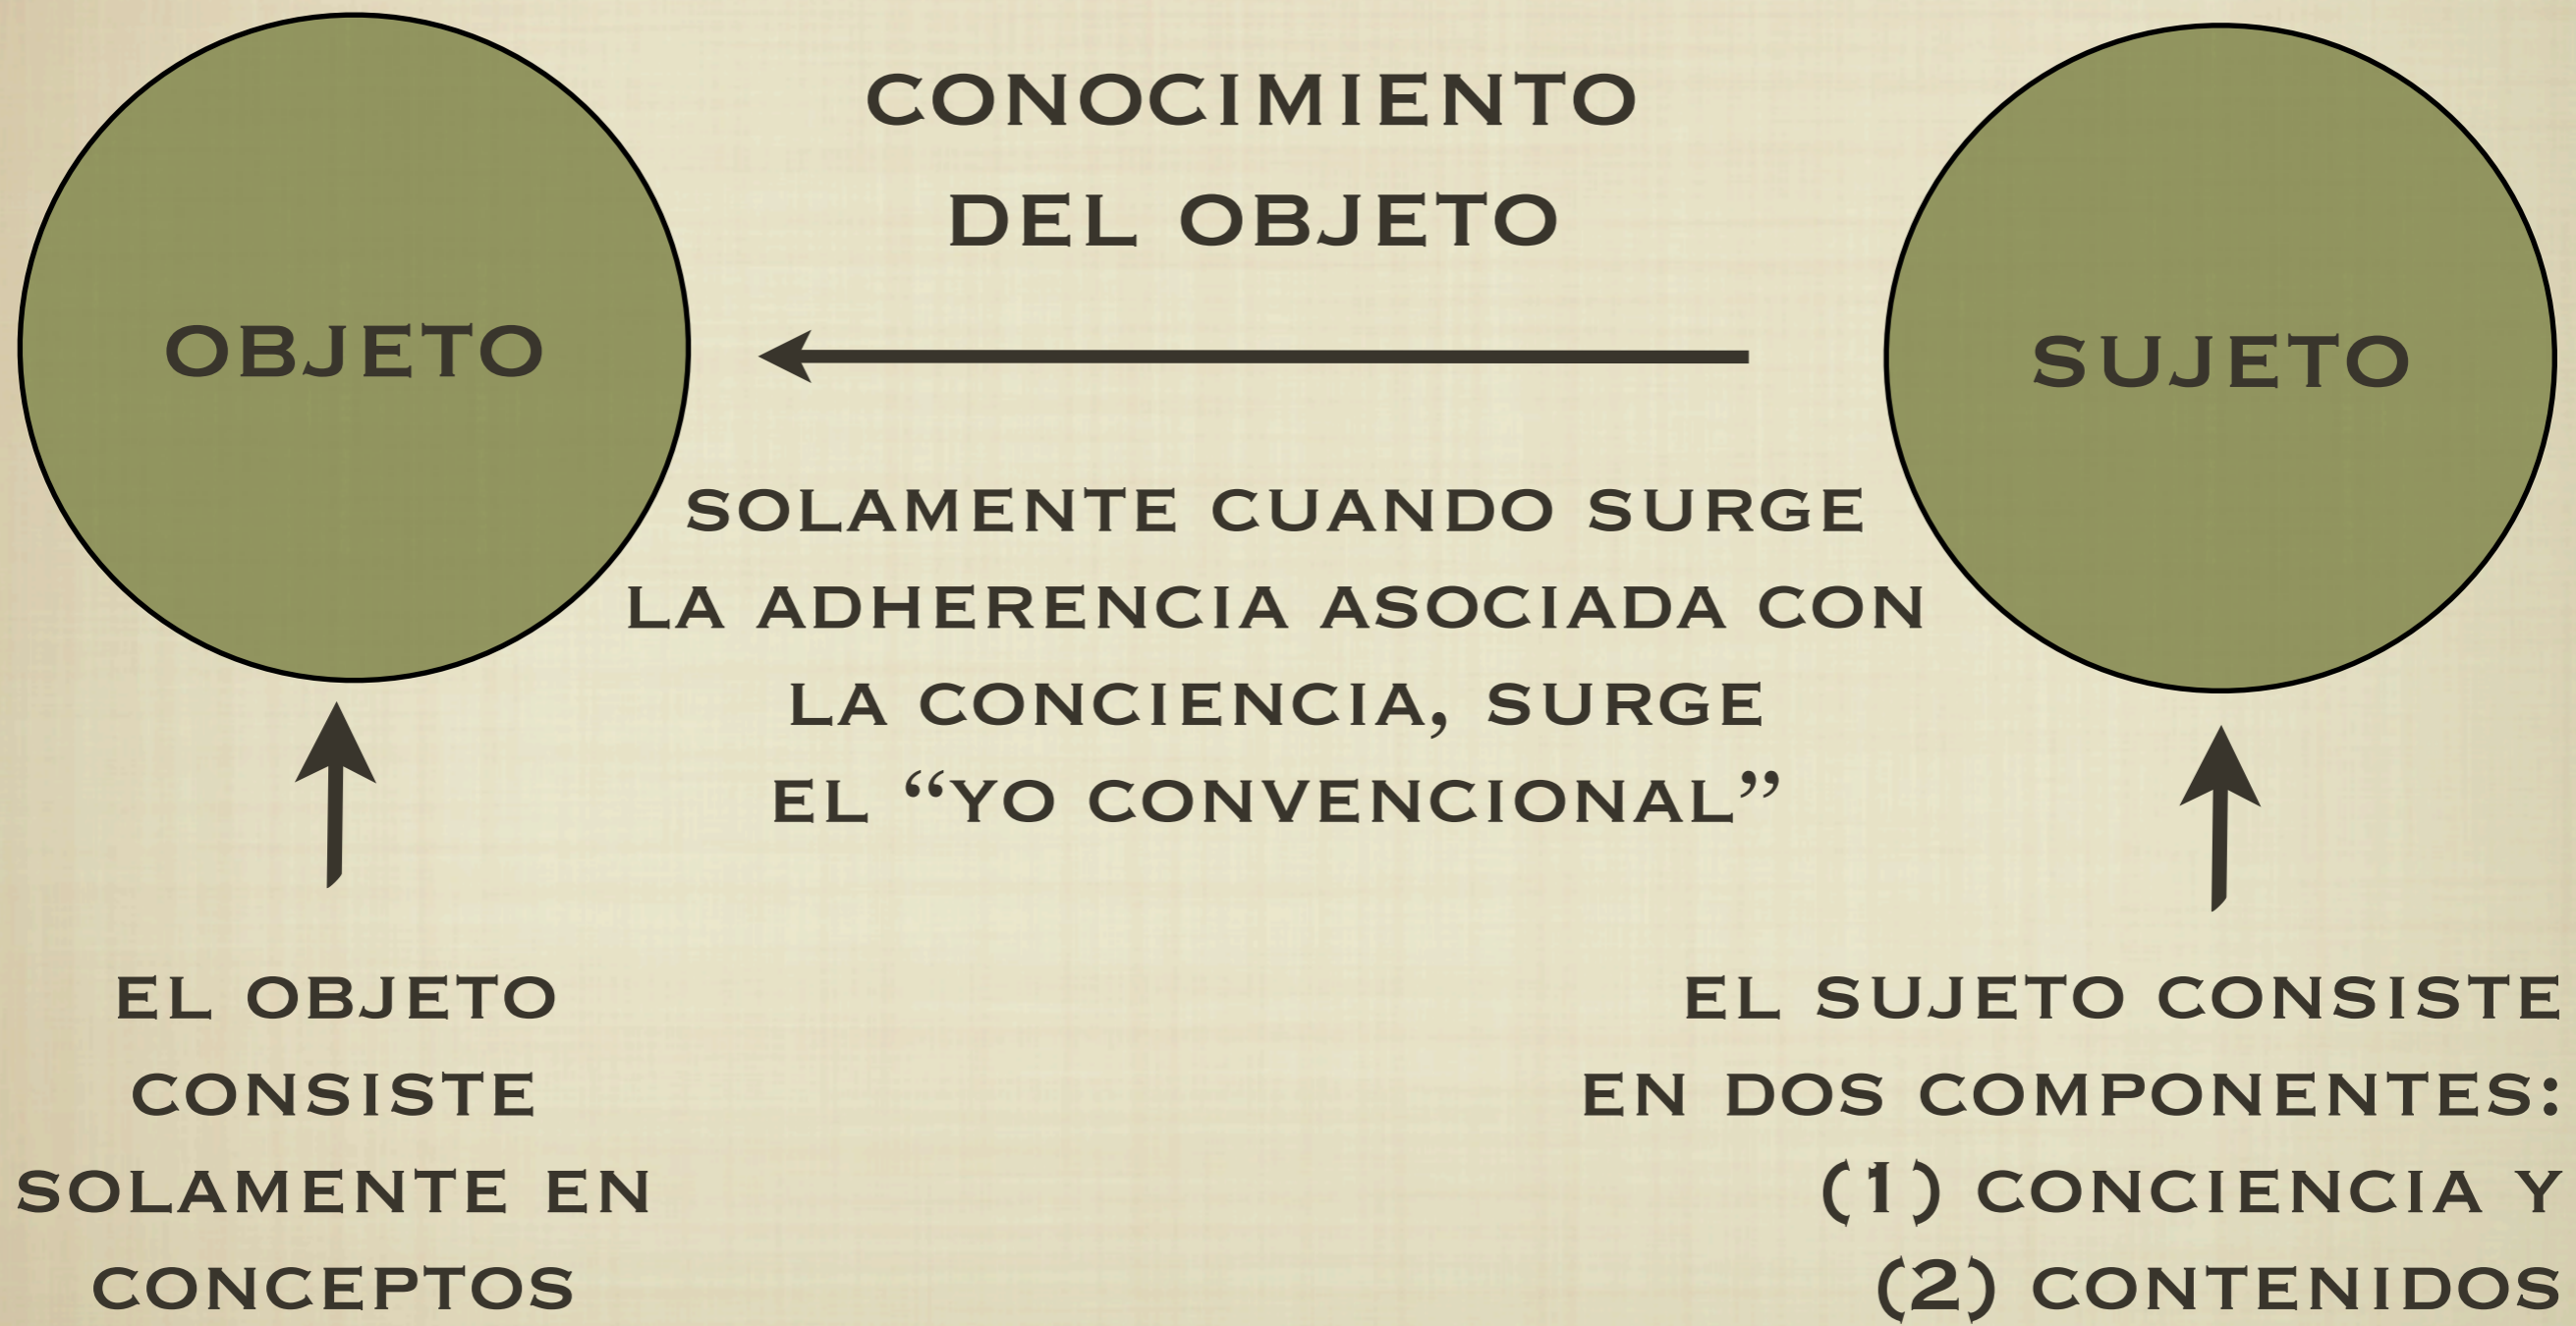 CONOCIMIENTO
DEL OBJETO
OBJETO
SUJETO
SOLAMENTE CUANDO SURGE
LA ADHERENCIA ASOCIADA CON
LA CONCIENCIA, SURGE
EL “YO CONVENCIONAL”
EL OBJETO
CONSISTE
SOLAMENTE EN
CONCEPTOS
EL SUJETO CONSISTE
EN DOS COMPONENTES:
(1) CONCIENCIA Y
(2) CONTENIDOS